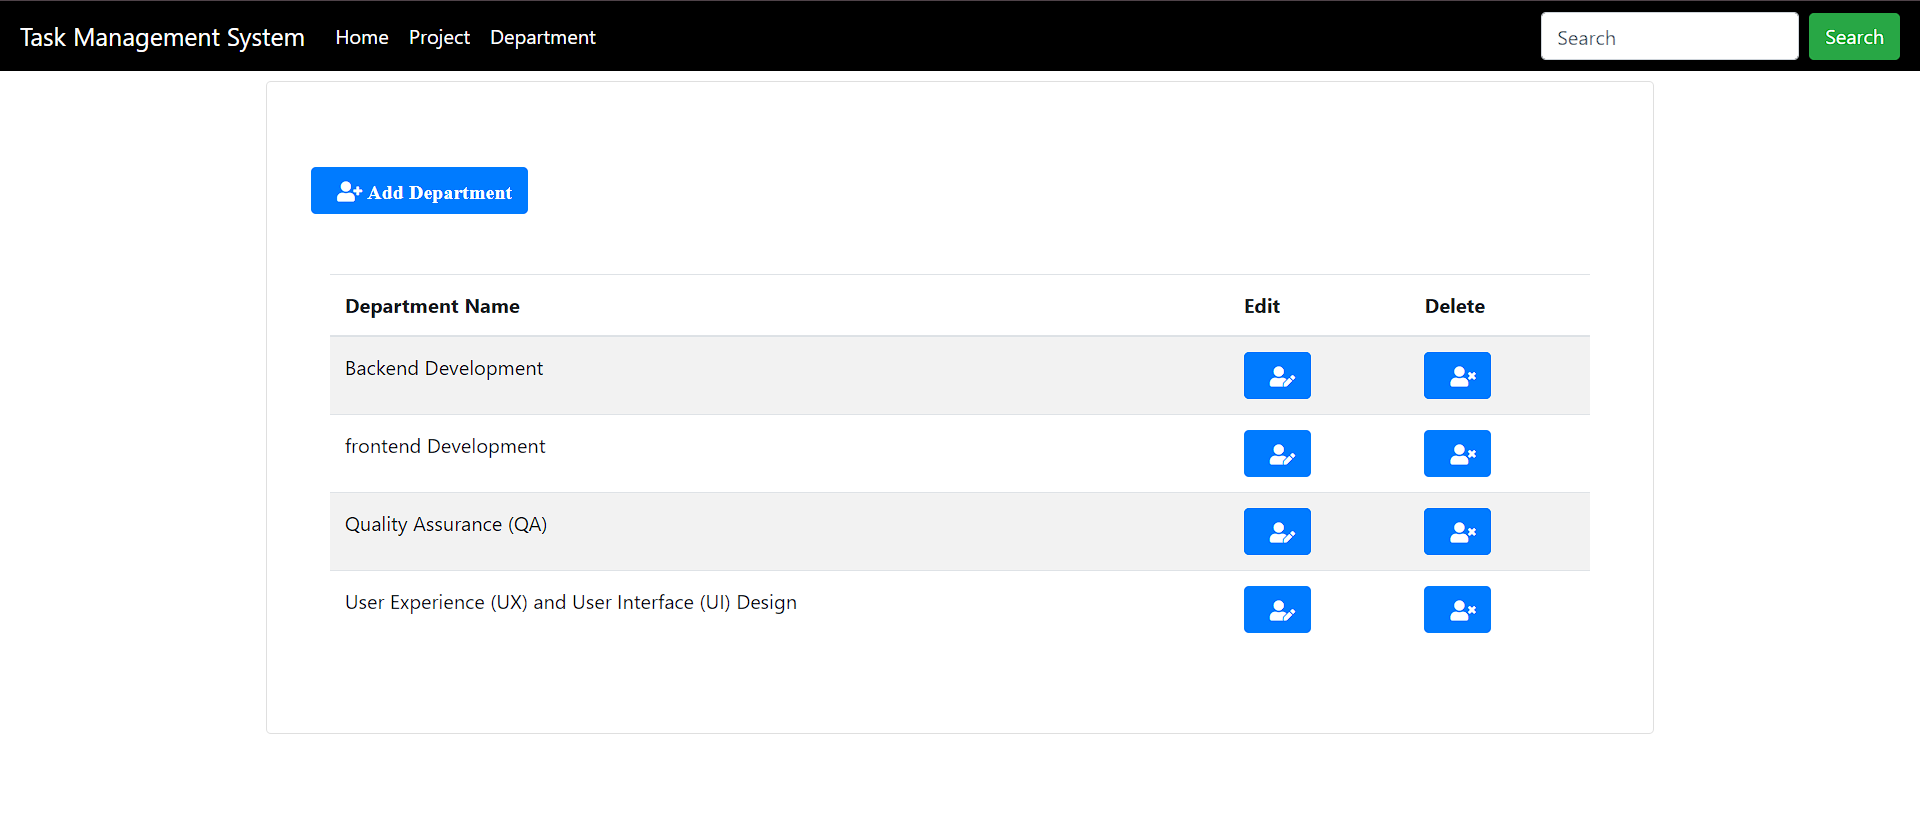 Task Management System Home Project Department Search Search
Add Department
Department Name Edit Delete
Backend Development
frontend Development
Quality Assurance (QA)
User Experience (UX) and User Interface (UI) Design